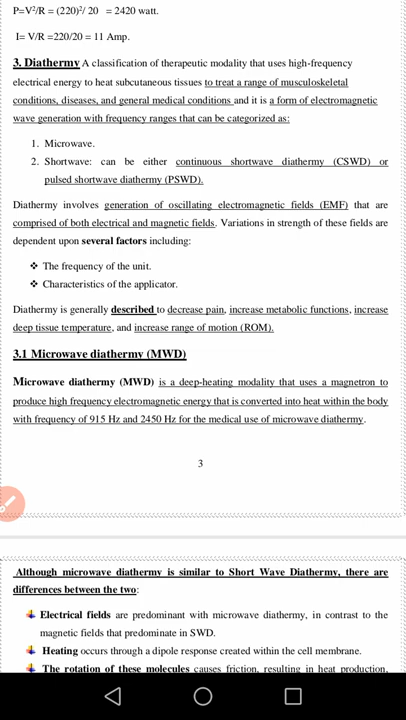 P=V²/R = (220)²/ 20 = 2420 watt.
I= V/R =220/20 = 11 Amp.
3. Diathermy A classification of therapeutic modality that uses high-frequency
electrical energy to heat subcutaneous tissues to treat a range of musculoskeletal
conditions, diseases, and general medical conditions and it is a form of electromagnetic
wave generation with frequency ranges that can be categorized as:
1. Microwave.
2. Shortwave: can be either continuous shortwave diathermy (CSWD) or
pulsed shortwave diathermy (PSWD).
Diathermy involves generation of oscillating electromagnetic fields (EMF) that are
comprised of both electrical and magnetic fields. Variations in strength of these fields are
dependent upon several factors including:
❖ The frequency of the unit.
❖ Characteristics of the applicator.
Diathermy is generally described to decrease pain, increase metabolic functions, increase
deep tissue temperature, and increase range of motion (ROM).
3.1 Microwave diathermy (MWD)
Microwave diathermy (MWD) is a deep-heating modality that uses a magnetron to
produce high frequency electromagnetic energy that is converted into heat within the body
with frequency of 915 Hz and 2450 Hz for the medical use of microwave diathermy.
3
Although microwave diathermy is similar to Short Wave Diathermy, there are
differences between the two:
Electrical fields are predominant with microwave diathermy, in contrast to the
magnetic fields that predominate in SWD.
Heating occurs through a dipole response created within the cell membrane.
The rotation of these molecules causes friction, resulting in heat production,